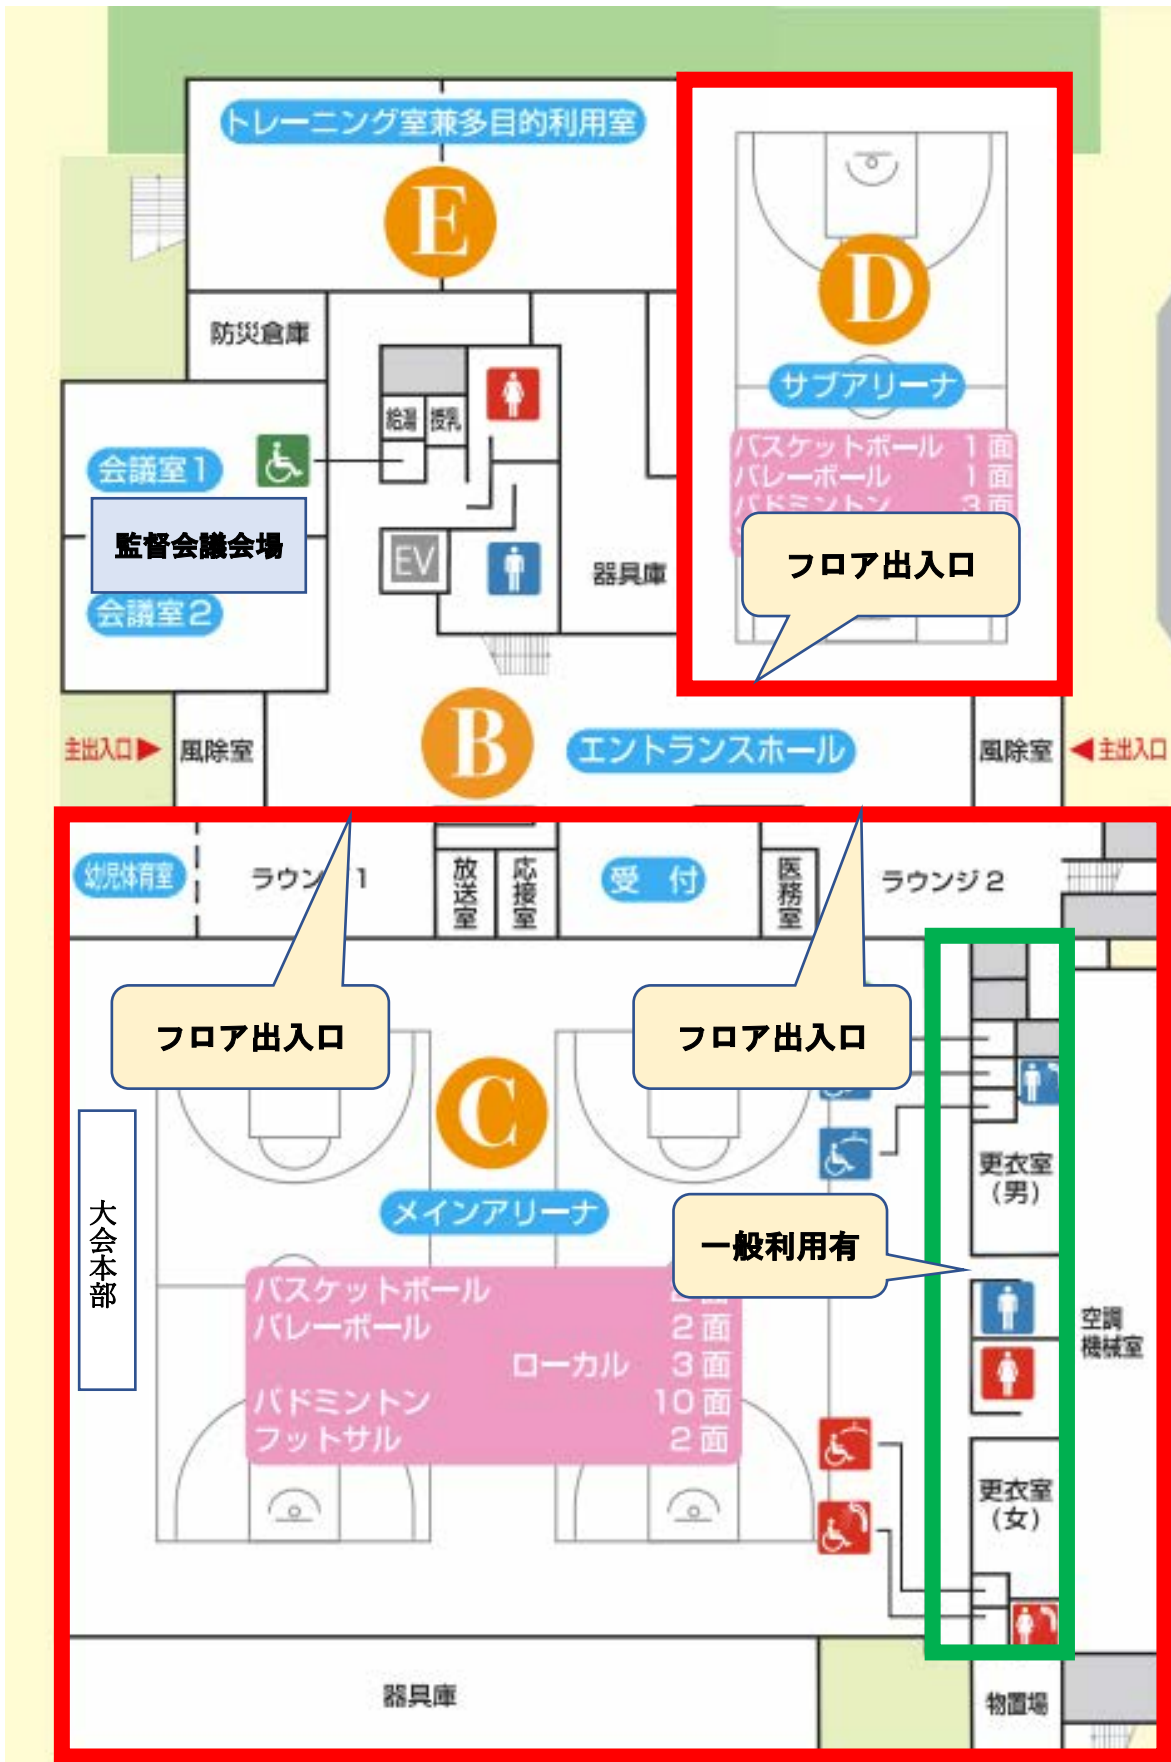 トレーニング室兼多目的利用室
E
D
防災倉庫
サブアリーナ
給湯
授乳
バスケットボール 1面
バレーボール 1面
バドミントン 3面
会議室1
監督会議会場
会議室2
EV
器具庫
フロア出入口
B
エントランスホール
主出入口▶
風除室
風除室
◀主出入口
幼児体育室
ラウン 1
放送室
応接室
受 付
医務室
ラウンジ2
フロア出入口
フロア出入口
C
メインアリーナ
大会本部
更衣室
(男)
一般利用有
バスケットボール 面
バレーボール 2面
ローカル 3面
バドミントン 10面
フットサル 2面
空調
機械室
更衣室
(女)
器具庫
物置場